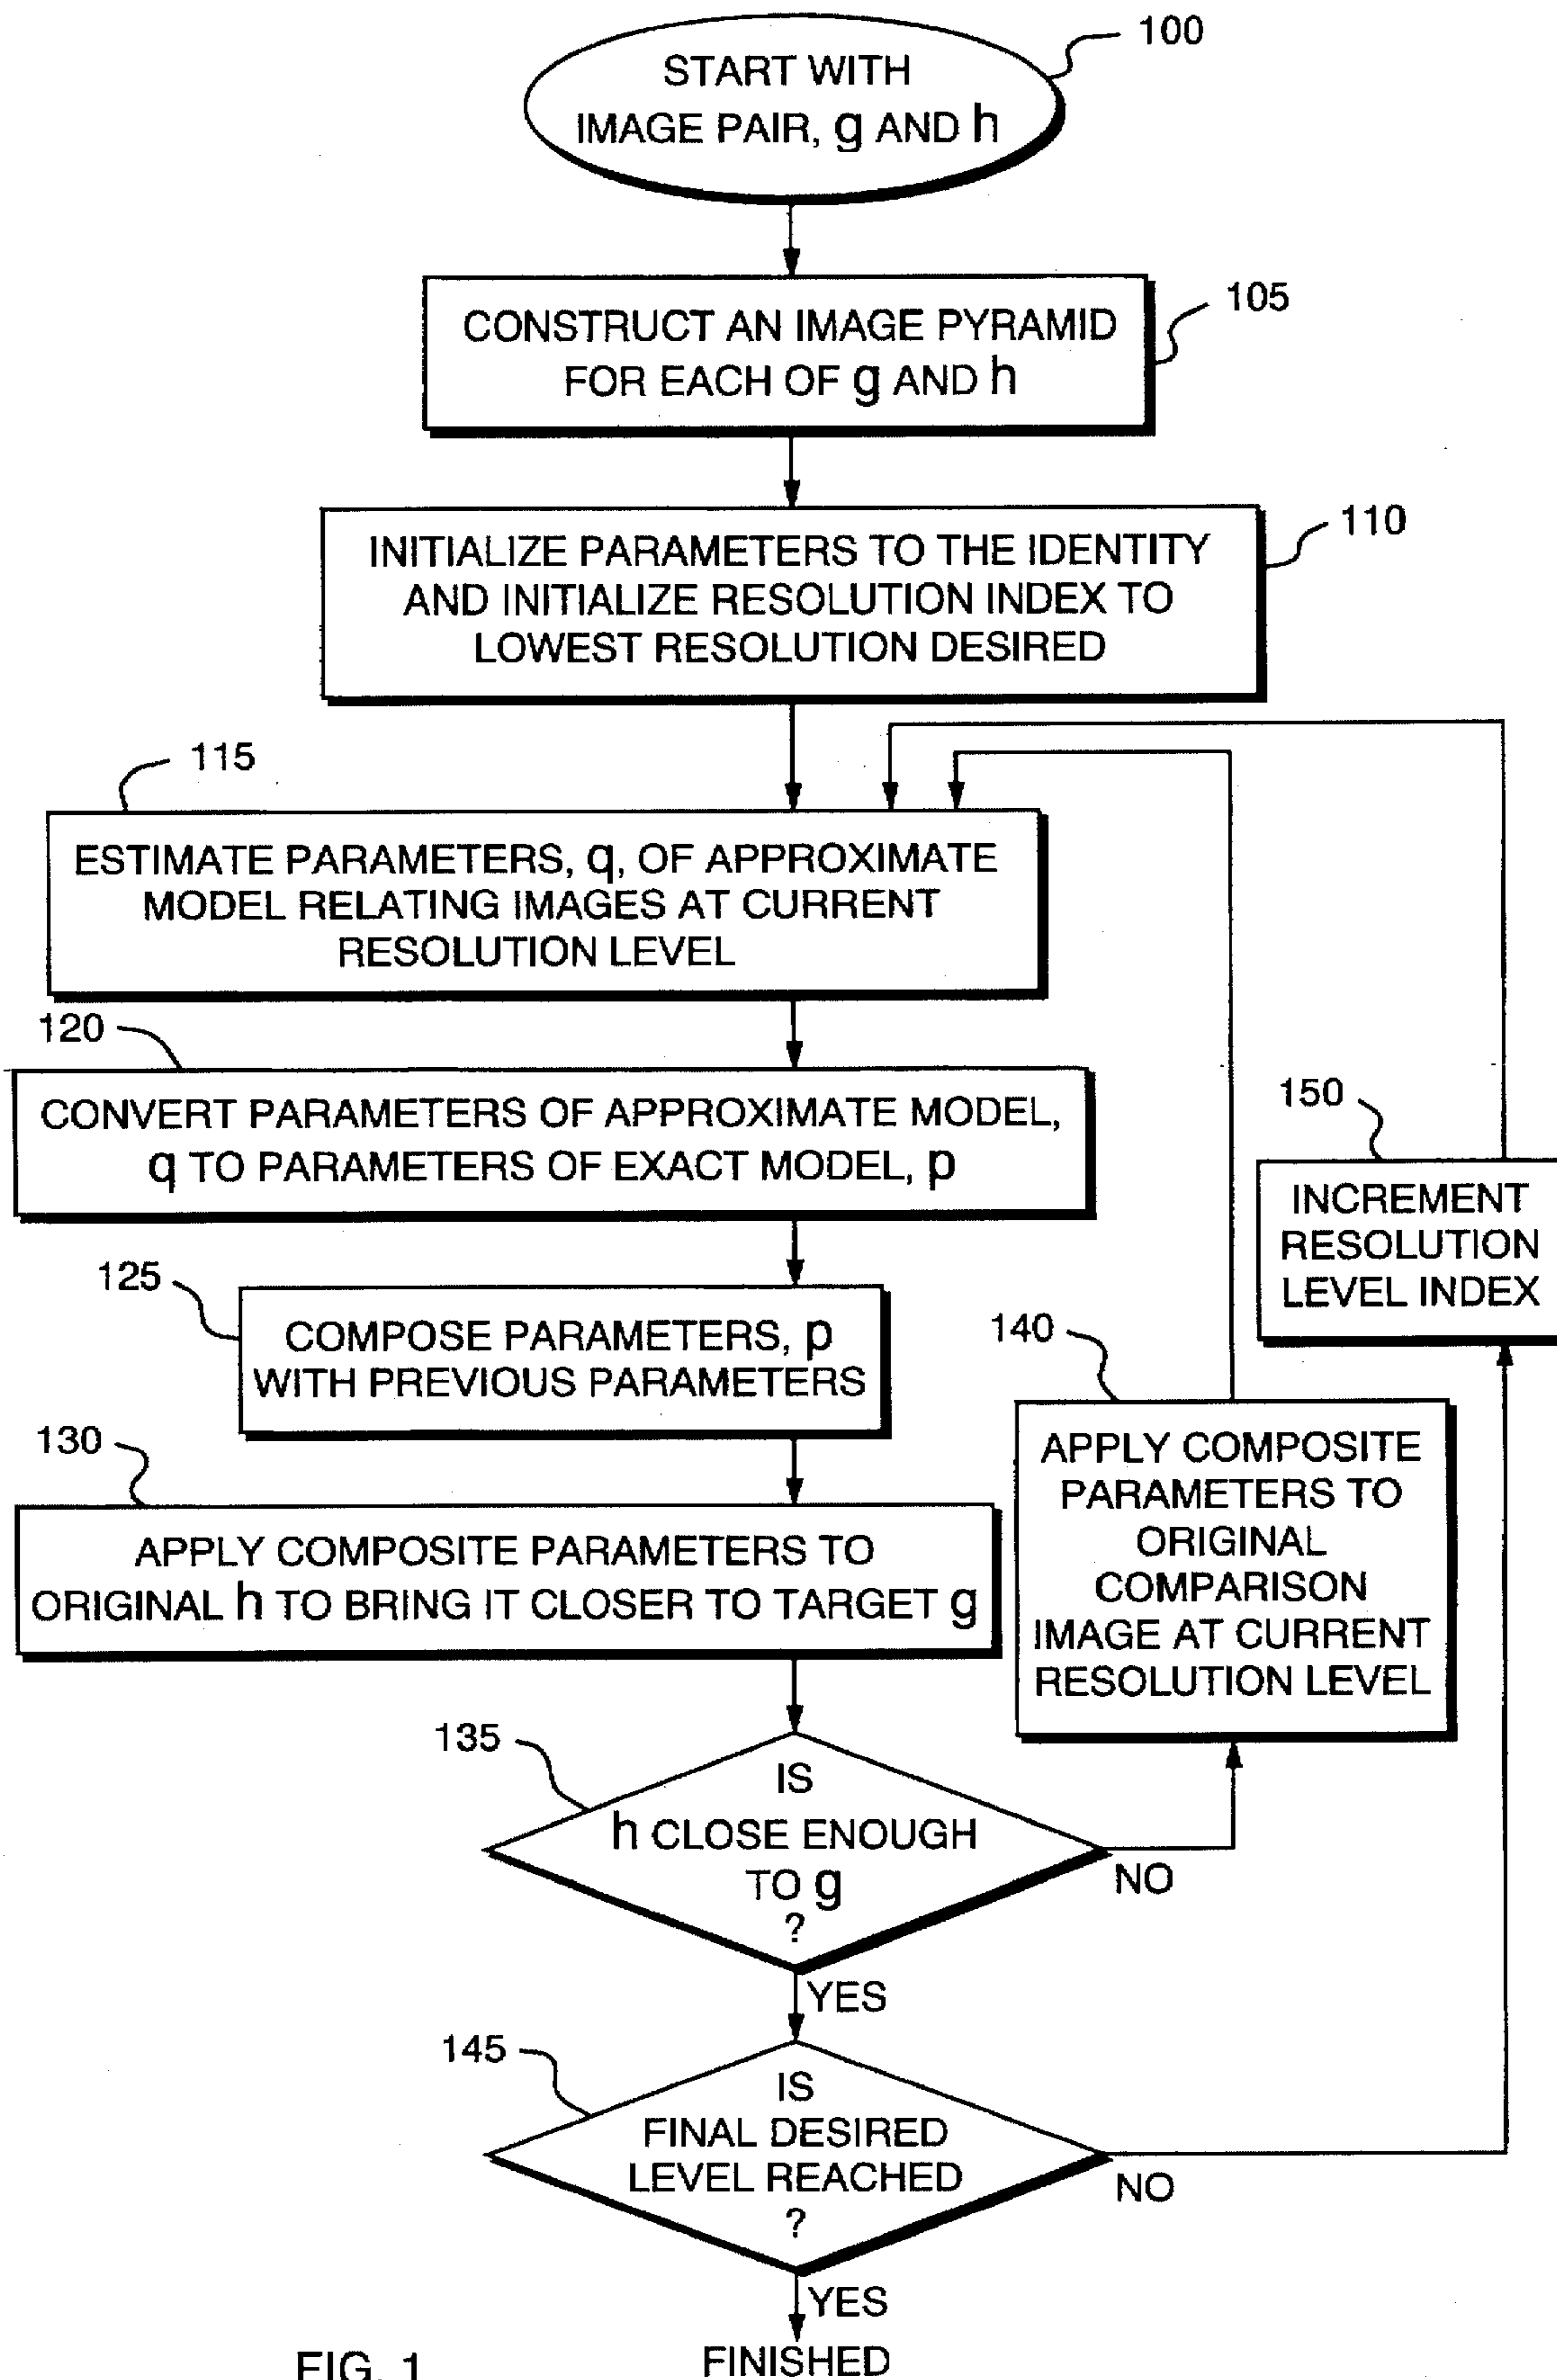 100
START WITH
IMAGE PAIR, g AND h
105
CONSTRUCT AN IMAGE PYRAMID
FOR EACH OF g AND h
110
INITIALIZE PARAMETERS TO THE IDENTITY
AND INITIALIZE RESOLUTION INDEX TO
LOWEST RESOLUTION DESIRED
115
ESTIMATE PARAMETERS, q, OF APPROXIMATE
MODEL RELATING IMAGES AT CURRENT
RESOLUTION LEVEL
120
CONVERT PARAMETERS OF APPROXIMATE MODEL,
q TO PARAMETERS OF EXACT MODEL, p
125
COMPOSE PARAMETERS, p
WITH PREVIOUS PARAMETERS
130
APPLY COMPOSITE PARAMETERS TO
ORIGINAL h TO BRING IT CLOSER TO TARGET g
135
IS
h CLOSE ENOUGH
TO g
?
NO
YES
140
APPLY COMPOSITE
PARAMETERS TO
ORIGINAL
COMPARISON
IMAGE AT CURRENT
RESOLUTION LEVEL
145
IS
FINAL DESIRED
LEVEL REACHED
?
NO
YES
150
INCREMENT
RESOLUTION
LEVEL INDEX
FINISHED
FIG. 1